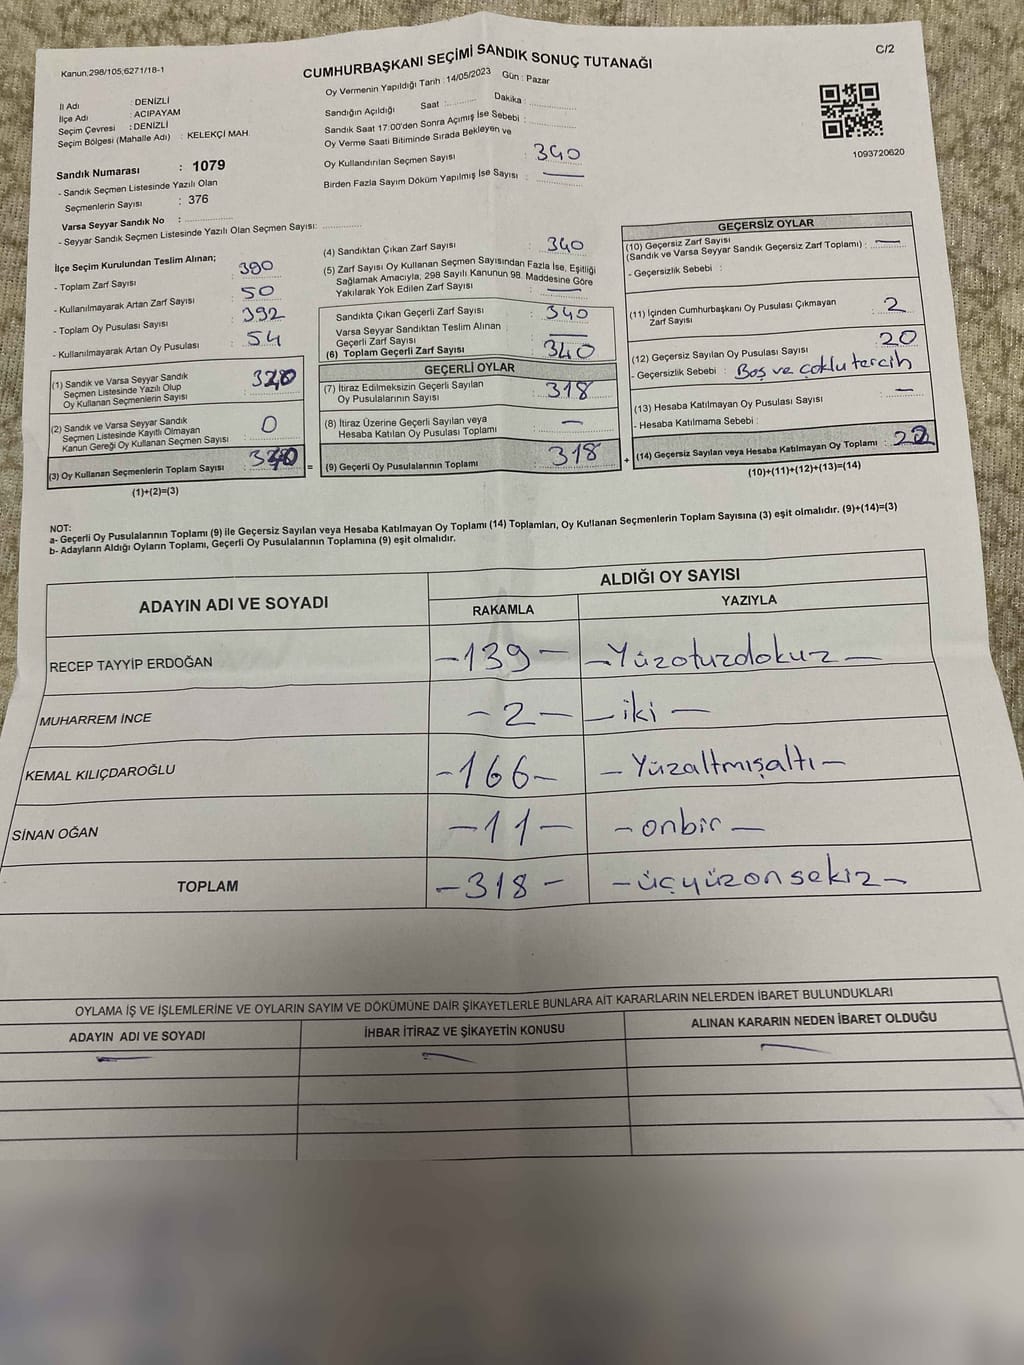 Kanun;298/105;6271/18-1
CUMHURBAŞKANI SEÇİMİ SANDIK SONUÇ TUTANAĞI
C/2
Oy Vermenin Yapıldığı Tarih : 14/05/2023 Gün : Pazar
İl Adı : DENİZLİ
İlçe Adı : ACIPAYAM
Seçim Çevresi : DENİZLİ
Seçim Bölgesi (Mahalle Adı) : KELEKÇİ MAH.
Sandığın Açıldığı Saat :.......... Dakika :..............
Sandık Saat 17:00'den Sonra Açımış İse Sebebi :
Oy Verme Saati Bitiminde Sırada Bekleyen ve
Oy Kullandırılan Seçmen Sayısı : 340
Birden Fazla Sayım Döküm Yapılmış İse Sayısı : —
1093720620
Sandık Numarası : 1079
- Sandık Seçmen Listesinde Yazılı Olan
Seçmenlerin Sayısı : 376
Varsa Seyyar Sandık No :
- Seyyar Sandık Seçmen Listesinde Yazılı Olan Seçmen Sayısı:
İlçe Seçim Kurulundan Teslim Alınan;
- Toplam Zarf Sayısı : 390
- Kullanılmayarak Artan Zarf Sayısı : 50
- Toplam Oy Pusulası Sayısı : 392
- Kullanılmayarak Artan Oy Pusulası : 54
(1) Sandık ve Varsa Seyyar Sandık
Seçmen Listesinde Yazılı Olup
Oy Kullanan Seçmenlerin Sayısı :
(2) Sandık ve Varsa Seyyar Sandık
Seçmen Listesinde Kayıtlı Olmayan
Kanun Gereği Oy Kullanan Seçmen Sayısı : 0
(3) Oy Kullanan Seçmenlerin Toplam Sayısı :
(1)+(2)=(3)
(4) Sandıktan Çıkan Zarf Sayısı : 340
(5) Zarf Sayısı Oy Kullanan Seçmen Sayısından Fazla İse, Eşitliği
Sağlamak Amacıyla, 298 Sayılı Kanunun 98. Maddesine Göre
Yakılarak Yok Edilen Zarf Sayısı : —
Sandıkta Çıkan Geçerli Zarf Sayısı : 340
Varsa Seyyar Sandıktan Teslim Alınan
Geçerli Zarf Sayısı : —
(6) Toplam Geçerli Zarf Sayısı : 340
GEÇERLİ OYLAR
(7) İtiraz Edilmeksizin Geçerli Sayılan
Oy Pusulalarının Sayısı : 318
(8) İtiraz Üzerine Geçerli Sayılan veya
Hesaba Katılan Oy Pusulası Toplamı : —
= (9) Geçerli Oy Pusulalarının Toplamı : 318
GEÇERSİZ OYLAR
(10) Geçersiz Zarf Sayısı
(Sandık ve Varsa Seyyar Sandık Geçersiz Zarf Toplamı) : —
- Geçersizlik Sebebi :
(11) İçinden Cumhurbaşkanı Oy Pusulası Çıkmayan
Zarf Sayısı : 2
(12) Geçersiz Sayılan Oy Pusulası Sayısı : 20
- Geçersizlik Sebebi : Boş ve çoklu tercih
(13) Hesaba Katılmayan Oy Pusulası Sayısı : —
- Hesaba Katılmama Sebebi :
+ (14) Geçersiz Sayılan veya Hesaba Katılmayan Oy Toplamı : 22
(10)+(11)+(12)+(13)=(14)
NOT:
a- Geçerli Oy Pusulalarının Toplamı (9) ile Geçersiz Sayılan veya Hesaba Katılmayan Oy Toplamı (14) Toplamları, Oy Kullanan Seçmenlerin Toplam Sayısına (3) eşit olmalıdır. (9)+(14)=(3)
b- Adayların Aldığı Oyların Toplamı, Geçerli Oy Pusulalarının Toplamına (9) eşit olmalıdır.
ADAYIN ADI VE SOYADI ALDIĞI OY SAYISI
RAKAMLA YAZIYLA
RECEP TAYYİP ERDOĞAN -139- -Yüzotuzdokuz-
MUHARREM İNCE -2- -iki-
KEMAL KILIÇDAROĞLU -166- -Yüzaltmışaltı-
SİNAN OĞAN -11- -onbir-
TOPLAM -318- -üçyüzonsekiz-
OYLAMA İŞ VE İŞLEMLERİNE VE OYLARIN SAYIM VE DÖKÜMÜNE DAİR ŞİKAYETLERLE BUNLARA AİT KARARLARIN NELERDEN İBARET BULUNDUKLARI
ADAYIN ADI VE SOYADI İHBAR İTİRAZ VE ŞİKAYETİN KONUSU ALINAN KARARIN NEDEN İBARET OLDUĞU
— — —